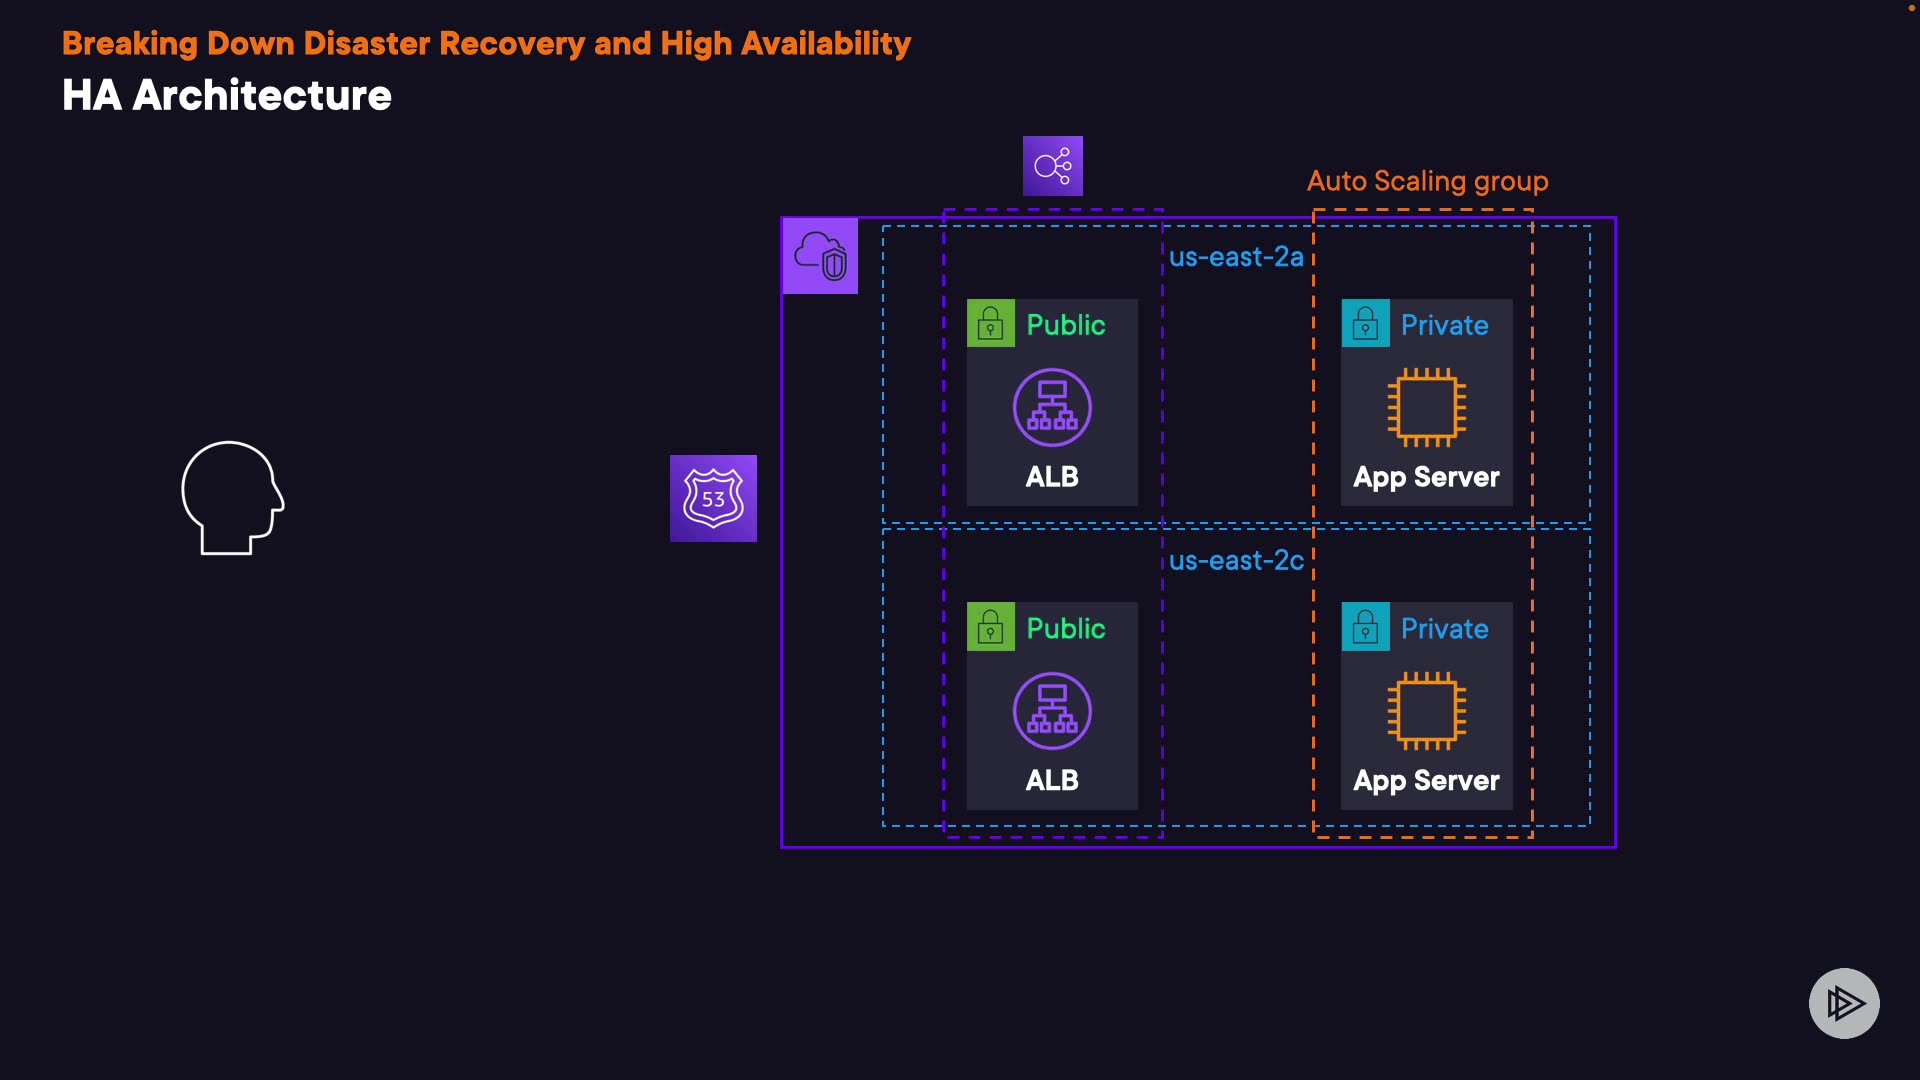 Breaking Down Disaster Recovery and High Availability
HA Architecture
Auto Scaling group
us-east-2a
Public
Private
ALB
App Server
53
us-east-2c
Public
Private
ALB
App Server